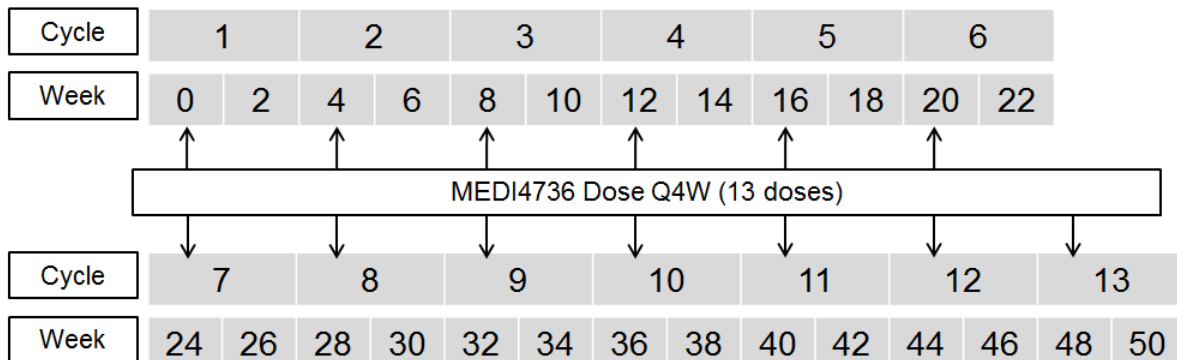 Cycle 1 2 3 4 5 6
Week 0 2 4 6 8 10 12 14 16 18 20 22
MEDI4736 Dose Q4W (13 doses)
Cycle 7 8 9 10 11 12 13
Week 24 26 28 30 32 34 36 38 40 42 44 46 48 50